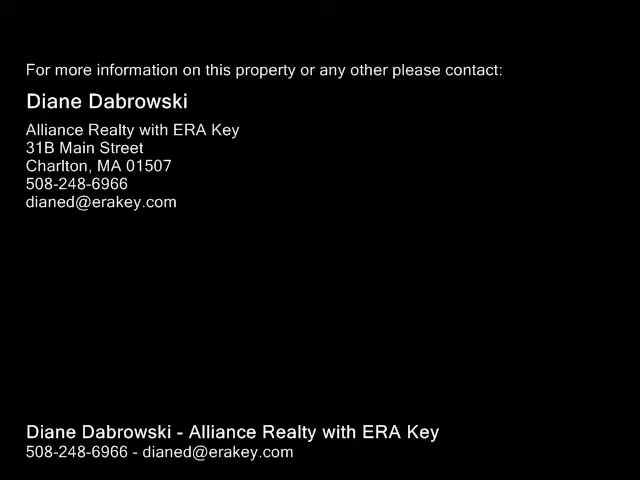 For more information on this property or any other please contact:
Diane Dabrowski
Alliance Realty with ERA Key
31B Main Street
Charlton, MA 01507
508-248-6966
dianed@erakey.com
Diane Dabrowski - Alliance Realty with ERA Key
508-248-6966 - dianed@erakey.com